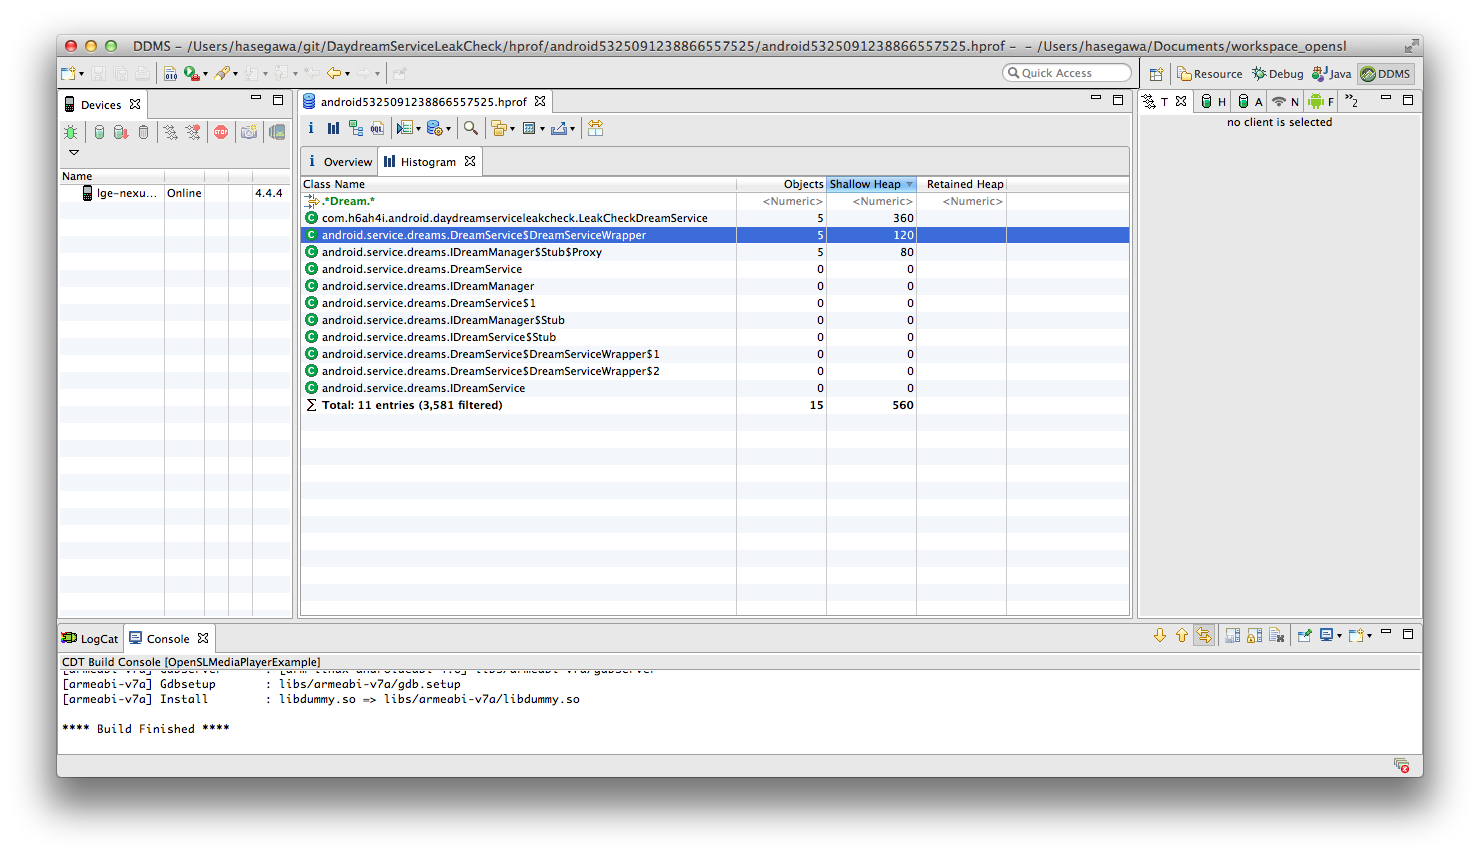 DDMS – /Users/hasegawa/git/DaydreamServiceLeakCheck/hprof/android5325091238866557525/android5325091238866557525.hprof – – /Users/hasegawa/Documents/workspace_opensl
Quick Access
Resource Debug Java DDMS
Devices
android5325091238866557525.hprof
T H A N F »2
no client is selected
Overview Histogram
Name
lge-nexu... Online 4.4.4
Class Name Objects Shallow Heap Retained Heap
.*Dream.* <Numeric> <Numeric> <Numeric>
com.h6ah4i.android.daydreamserviceleakcheck.LeakCheckDreamService 5 360
android.service.dreams.DreamService$DreamServiceWrapper 5 120
android.service.dreams.IDreamManager$Stub$Proxy 5 80
android.service.dreams.DreamService 0 0
android.service.dreams.IDreamManager 0 0
android.service.dreams.DreamService$1 0 0
android.service.dreams.IDreamManager$Stub 0 0
android.service.dreams.IDreamService$Stub 0 0
android.service.dreams.DreamService$DreamServiceWrapper$1 0 0
android.service.dreams.DreamService$DreamServiceWrapper$2 0 0
android.service.dreams.IDreamService 0 0
Σ Total: 11 entries (3,581 filtered) 15 560
LogCat Console
CDT Build Console [OpenSLMediaPlayerExample]
[armeabi-v7a] Gdbsetup : libs/armeabi-v7a/gdb.setup
[armeabi-v7a] Install : libdummy.so => libs/armeabi-v7a/libdummy.so
**** Build Finished ****